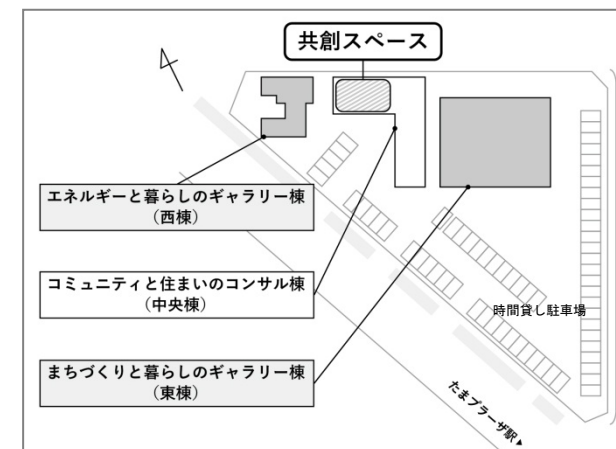 共創スペース
エネルギーと暮らしのギャラリー棟
（西棟）
コミュニティと住まいのコンサル棟
（中央棟）
時間貸し駐車場
まちづくりと暮らしのギャラリー棟
（東棟）
たまプラーザ駅▶